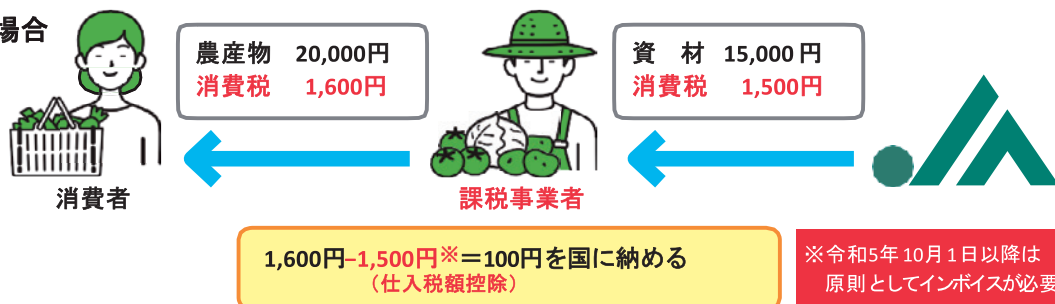 場合
農産物 20,000円
消費税 1,600円
資 材 15,000円
消費税 1,500円
消費者
課税事業者
1,600円−1,500円※＝100円を国に納める
（仕入税額控除）
※令和5年10月1日以降は
原則としてインボイスが必要